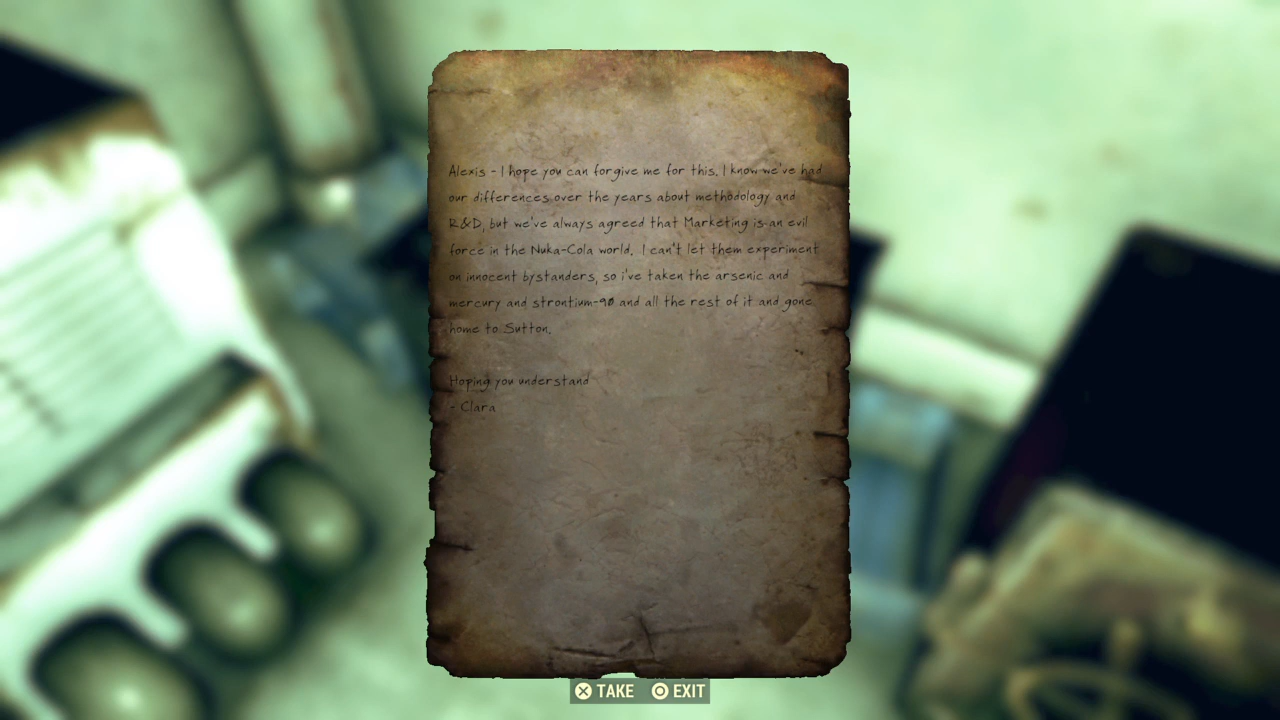 Alexis - I hope you can forgive me for this. I know we've had
our differences over the years about methodology and
R&D, but we've always agreed that Marketing is an evil
force in the Nuka-Cola world. I can't let them experiment
on innocent bystanders, so i've taken the arsenic and
mercury and strontium-90 and all the rest of it and gone
home to Sutton.
Hoping you understand
- Clara
TAKE EXIT